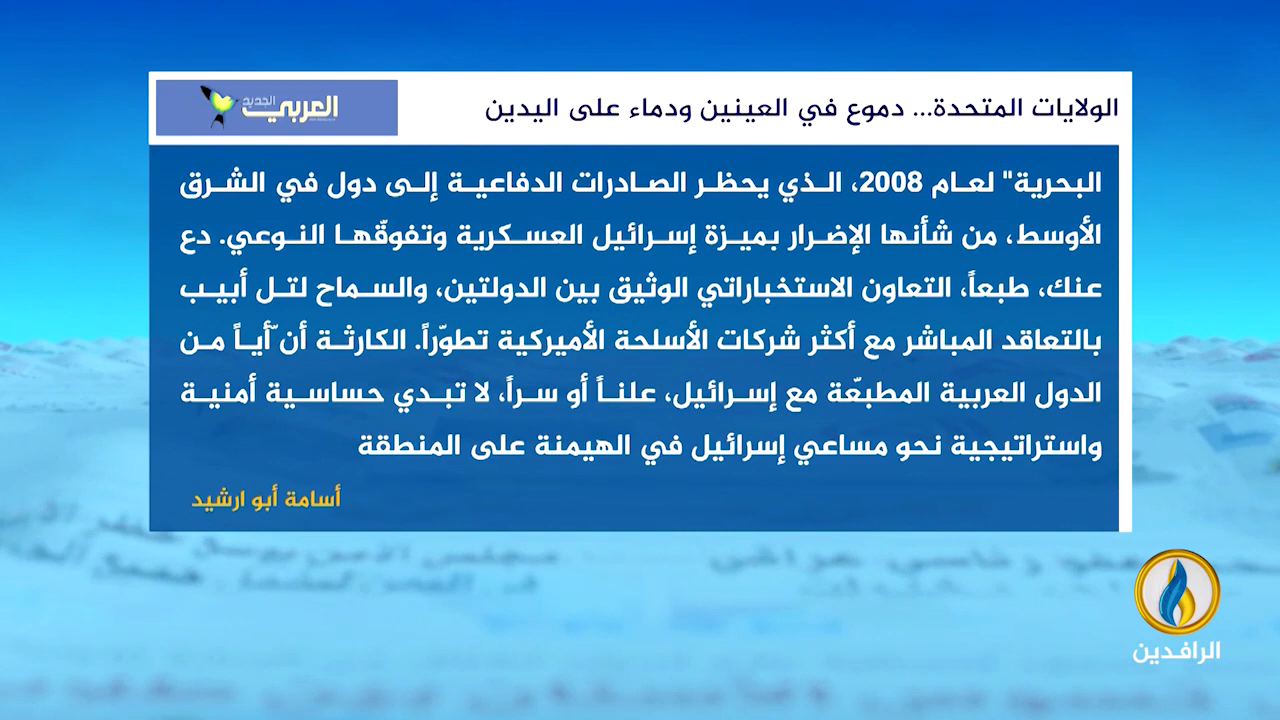 العربي الجديد
الولايات المتحدة... دموع في العينين ودماء على اليدين
البحرية" لعام 2008، الذي يحظر الصادرات الدفاعية إلى دول في الشرق
الأوسط، من شأنها الإضرار بميزة إسرائيل العسكرية وتفوقّها النوعي. دع
عنك، طبعاً، التعاون الاستخباراتي الوثيق بين الدولتين، والسماح لتل أبيب
بالتعاقد المباشر مع أكثر شركات الأسلحة الأميركية تطوّراً. الكارثة أن ّأياً من
الدول العربية المطبعّة مع إسرائيل، علناً أو سراً، لا تبدي حساسية أمنية
واستراتيجية نحو مساعي إسرائيل في الهيمنة على المنطقة
أسامة أبو ارشيد
الرافدين